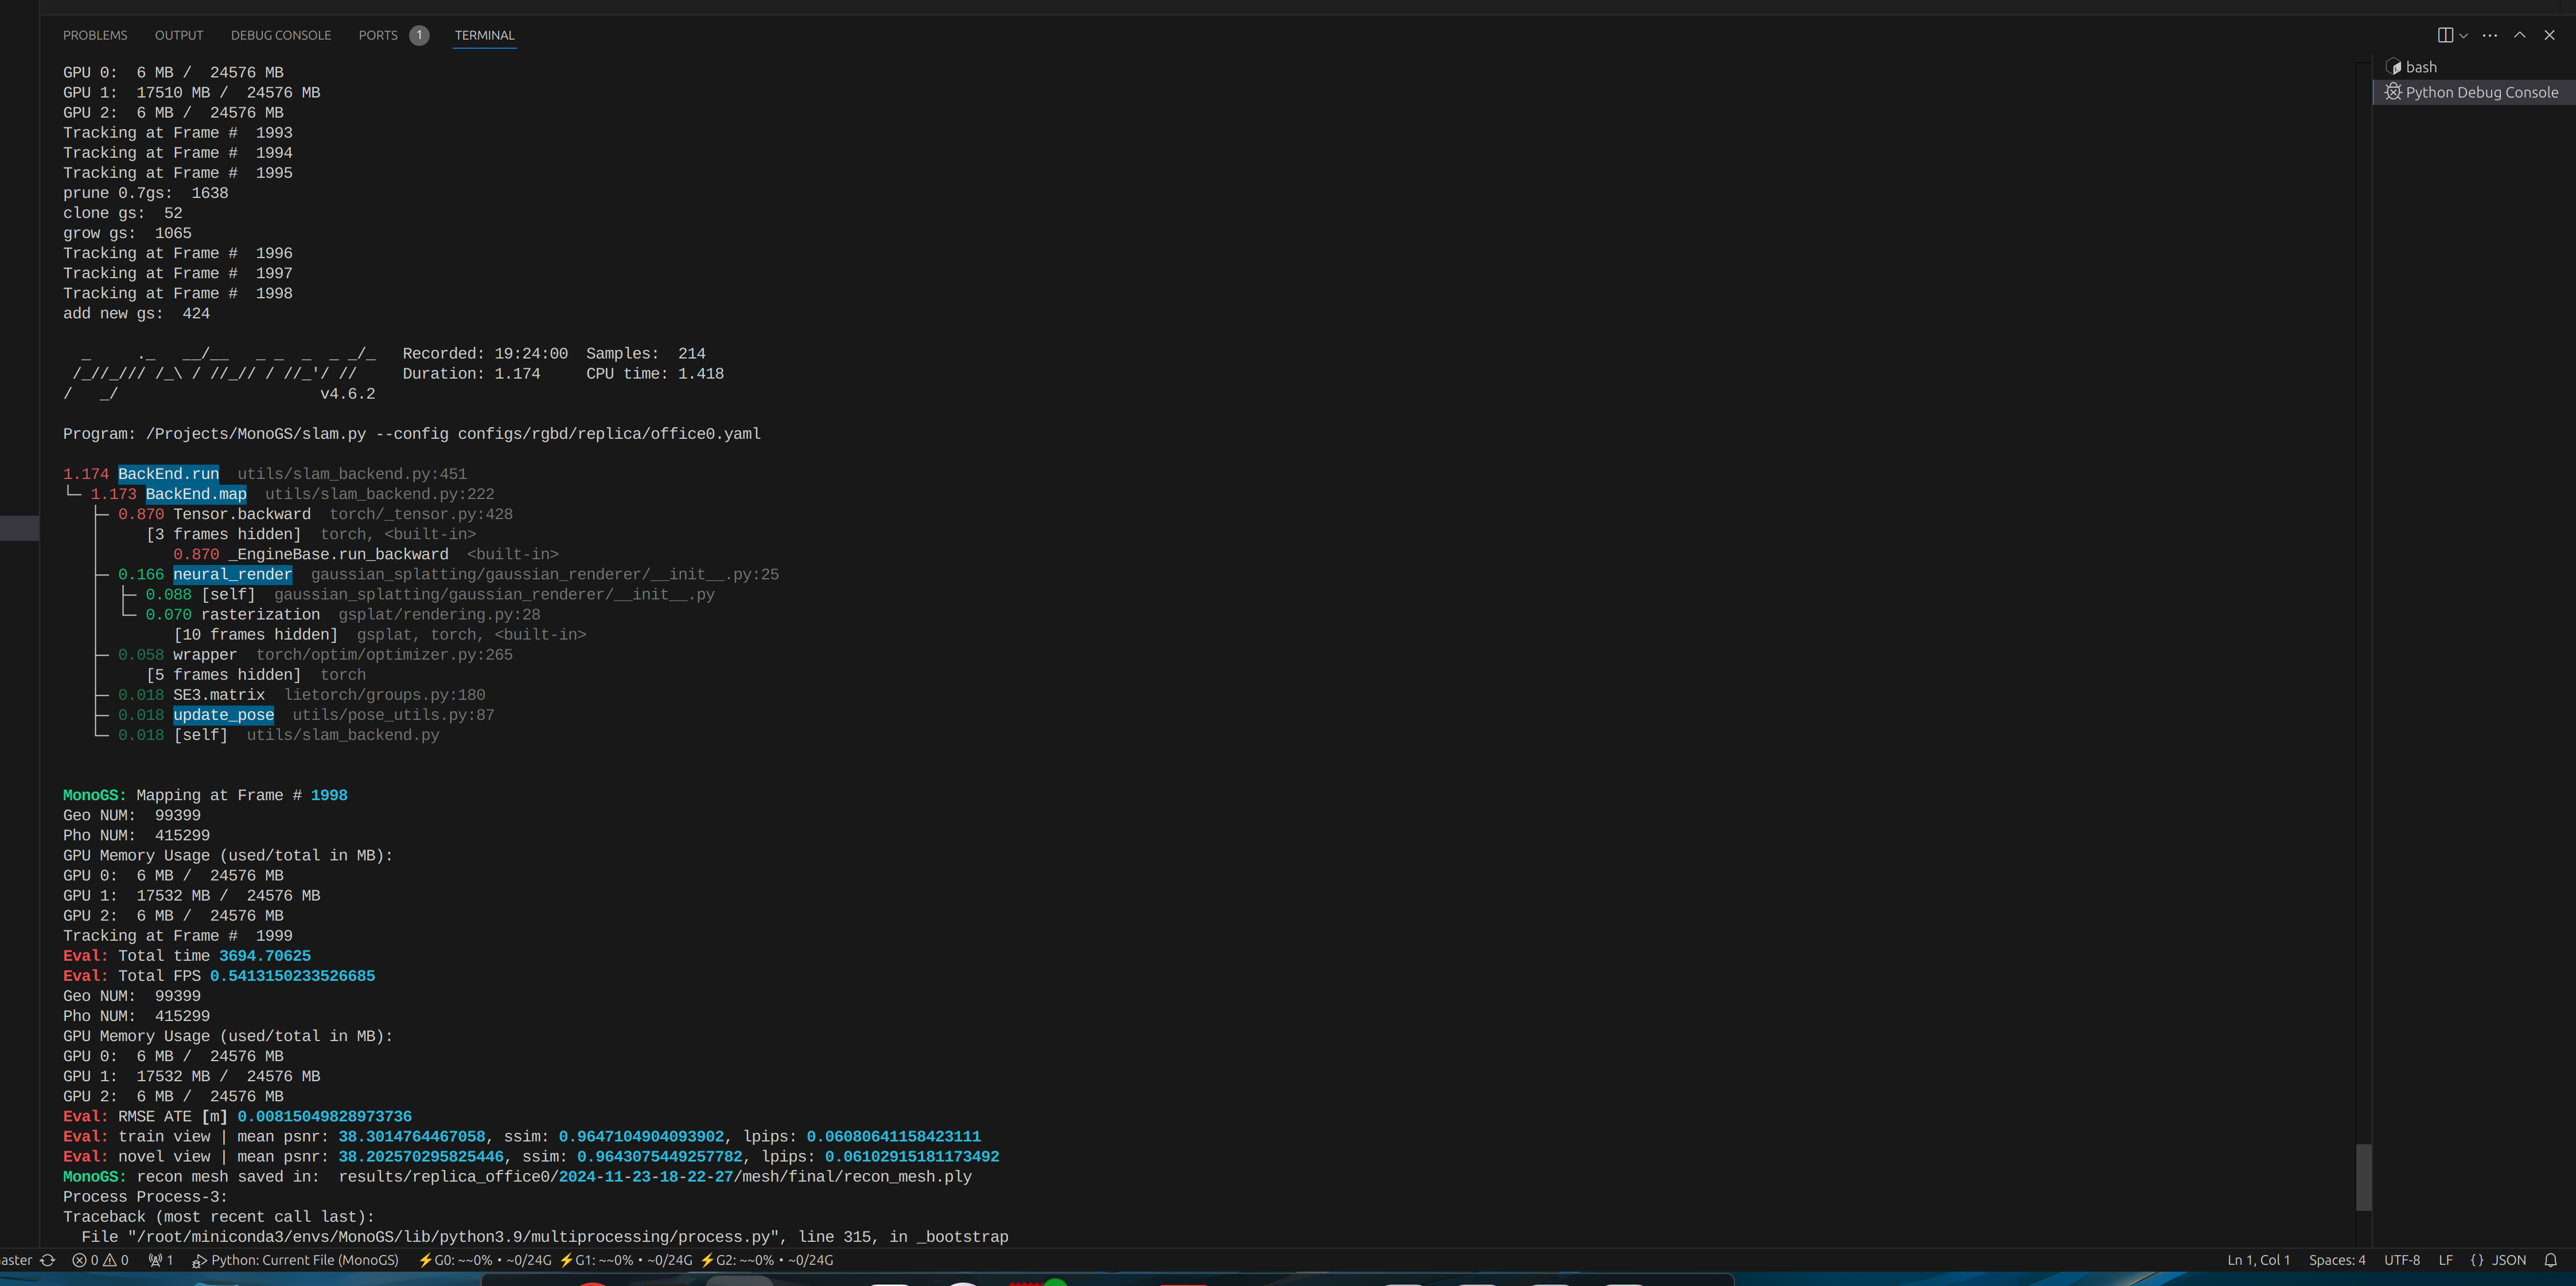 PROBLEMS OUTPUT DEBUG CONSOLE PORTS 1 TERMINAL
bash
Python Debug Console
GPU 0:  6 MB /  24576 MB
GPU 1:  17510 MB /  24576 MB
GPU 2:  6 MB /  24576 MB
Tracking at Frame #  1993
Tracking at Frame #  1994
Tracking at Frame #  1995
prune 0.7gs:  1638
clone gs:  52
grow gs:  1065
Tracking at Frame #  1996
Tracking at Frame #  1997
Tracking at Frame #  1998
add new gs:  424
  _     ._   __/__   _ _  _  _ _/_   Recorded: 19:24:00  Samples:  214
 /_//_/// /_\ / //_// / //_'/ //     Duration: 1.174     CPU time: 1.418
/   _/                      v4.6.2
Program: /Projects/MonoGS/slam.py --config configs/rgbd/replica/office0.yaml
1.174 BackEnd.run  utils/slam_backend.py:451
└─ 1.173 BackEnd.map  utils/slam_backend.py:222
   ├─ 0.870 Tensor.backward  torch/_tensor.py:428
   │     [3 frames hidden]  torch, <built-in>
   │        0.870 _EngineBase.run_backward  <built-in>
   ├─ 0.166 neural_render  gaussian_splatting/gaussian_renderer/__init__.py:25
   │  ├─ 0.088 [self]  gaussian_splatting/gaussian_renderer/__init__.py
   │  └─ 0.070 rasterization  gsplat/rendering.py:28
   │        [10 frames hidden]  gsplat, torch, <built-in>
   ├─ 0.058 wrapper  torch/optim/optimizer.py:265
   │     [5 frames hidden]  torch
   ├─ 0.018 SE3.matrix  lietorch/groups.py:180
   ├─ 0.018 update_pose  utils/pose_utils.py:87
   └─ 0.018 [self]  utils/slam_backend.py
MonoGS: Mapping at Frame # 1998
Geo NUM:  99399
Pho NUM:  415299
GPU Memory Usage (used/total in MB):
GPU 0:  6 MB /  24576 MB
GPU 1:  17532 MB /  24576 MB
GPU 2:  6 MB /  24576 MB
Tracking at Frame #  1999
Eval: Total time 3694.70625
Eval: Total FPS 0.5413150233526685
Geo NUM:  99399
Pho NUM:  415299
GPU Memory Usage (used/total in MB):
GPU 0:  6 MB /  24576 MB
GPU 1:  17532 MB /  24576 MB
GPU 2:  6 MB /  24576 MB
Eval: RMSE ATE [m] 0.00815049828973736
Eval: train view | mean psnr: 38.3014764467058, ssim: 0.9647104904093902, lpips: 0.06080641158423111
Eval: novel view | mean psnr: 38.202570295825446, ssim: 0.9643075449257782, lpips: 0.06102915181173492
MonoGS: recon mesh saved in:  results/replica_office0/2024-11-23-18-22-27/mesh/final/recon_mesh.ply
Process Process-3:
Traceback (most recent call last):
  File "/root/miniconda3/envs/MonoGS/lib/python3.9/multiprocessing/process.py", line 315, in _bootstrap
aster 0 0 1 Python: Current File (MonoGS) ⚡G0: ~~0% • ~0/24G ⚡G1: ~~0% • ~0/24G ⚡G2: ~~0% • ~0/24G Ln 1, Col 1 Spaces: 4 UTF-8 LF {} JSON